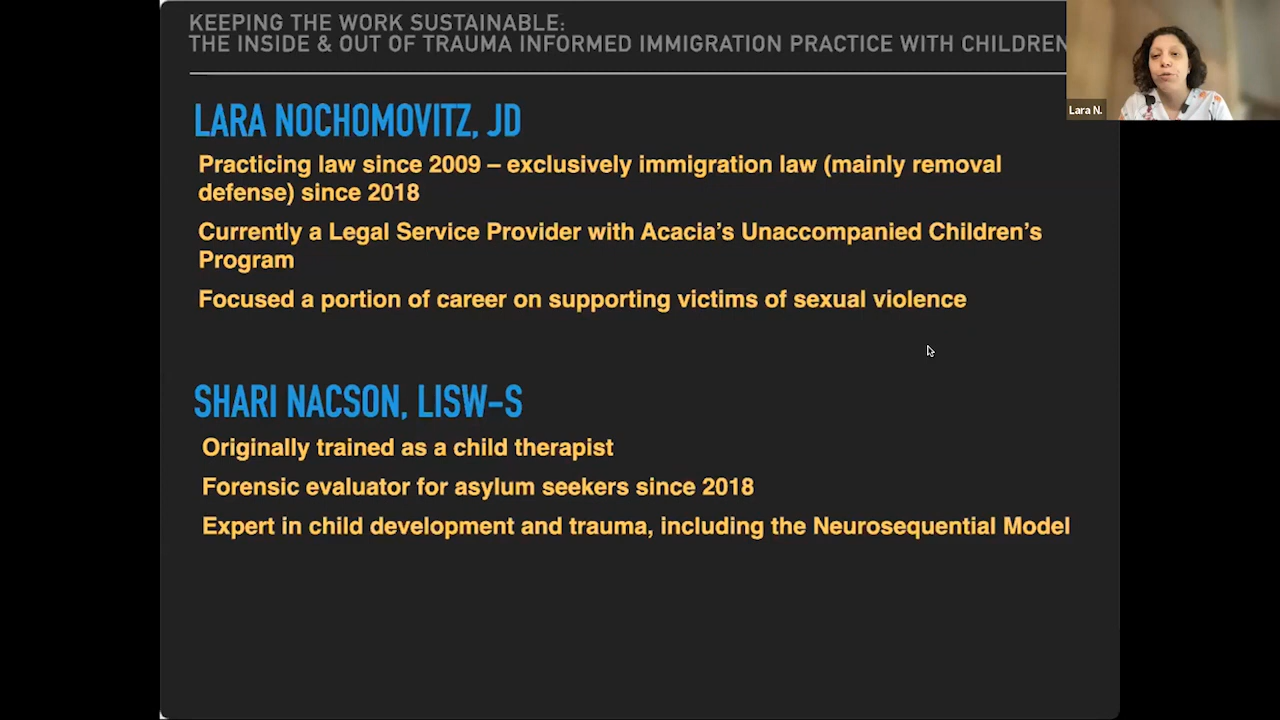 KEEPING THE WORK SUSTAINABLE:
THE INSIDE & OUT OF TRAUMA INFORMED IMMIGRATION PRACTICE WITH CHILDREN
Lara N.
LARA NOCHOMOVITZ, JD
Practicing law since 2009 – exclusively immigration law (mainly removal
defense) since 2018
Currently a Legal Service Provider with Acacia’s Unaccompanied Children’s
Program
Focused a portion of career on supporting victims of sexual violence
SHARI NACSON, LISW-S
Originally trained as a child therapist
Forensic evaluator for asylum seekers since 2018
Expert in child development and trauma, including the Neurosequential Model